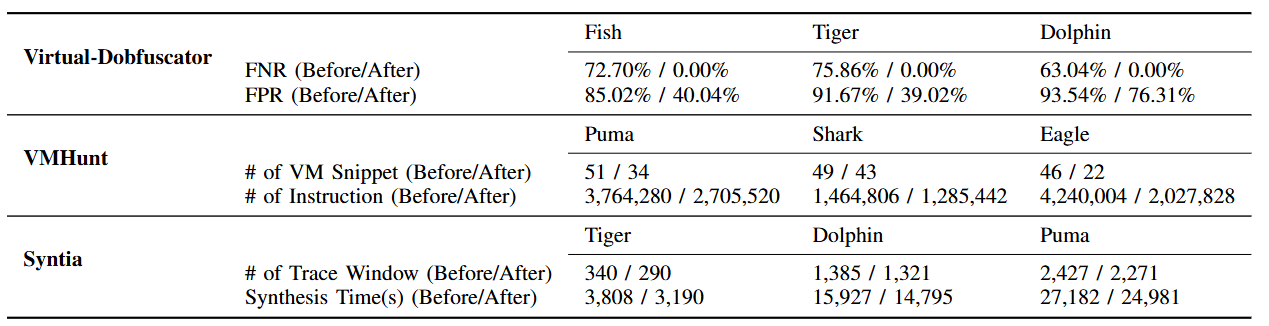 Fish Tiger Dolphin
Virtual-Dobfuscator
FNR (Before/After) 72.70% / 0.00% 75.86% / 0.00% 63.04% / 0.00%
FPR (Before/After) 85.02% / 40.04% 91.67% / 39.02% 93.54% / 76.31%
Puma Shark Eagle
VMHunt
# of VM Snippet (Before/After) 51 / 34 49 / 43 46 / 22
# of Instruction (Before/After) 3,764,280 / 2,705,520 1,464,806 / 1,285,442 4,240,004 / 2,027,828
Tiger Dolphin Puma
Syntia
# of Trace Window (Before/After) 340 / 290 1,385 / 1,321 2,427 / 2,271
Synthesis Time(s) (Before/After) 3,808 / 3,190 15,927 / 14,795 27,182 / 24,981